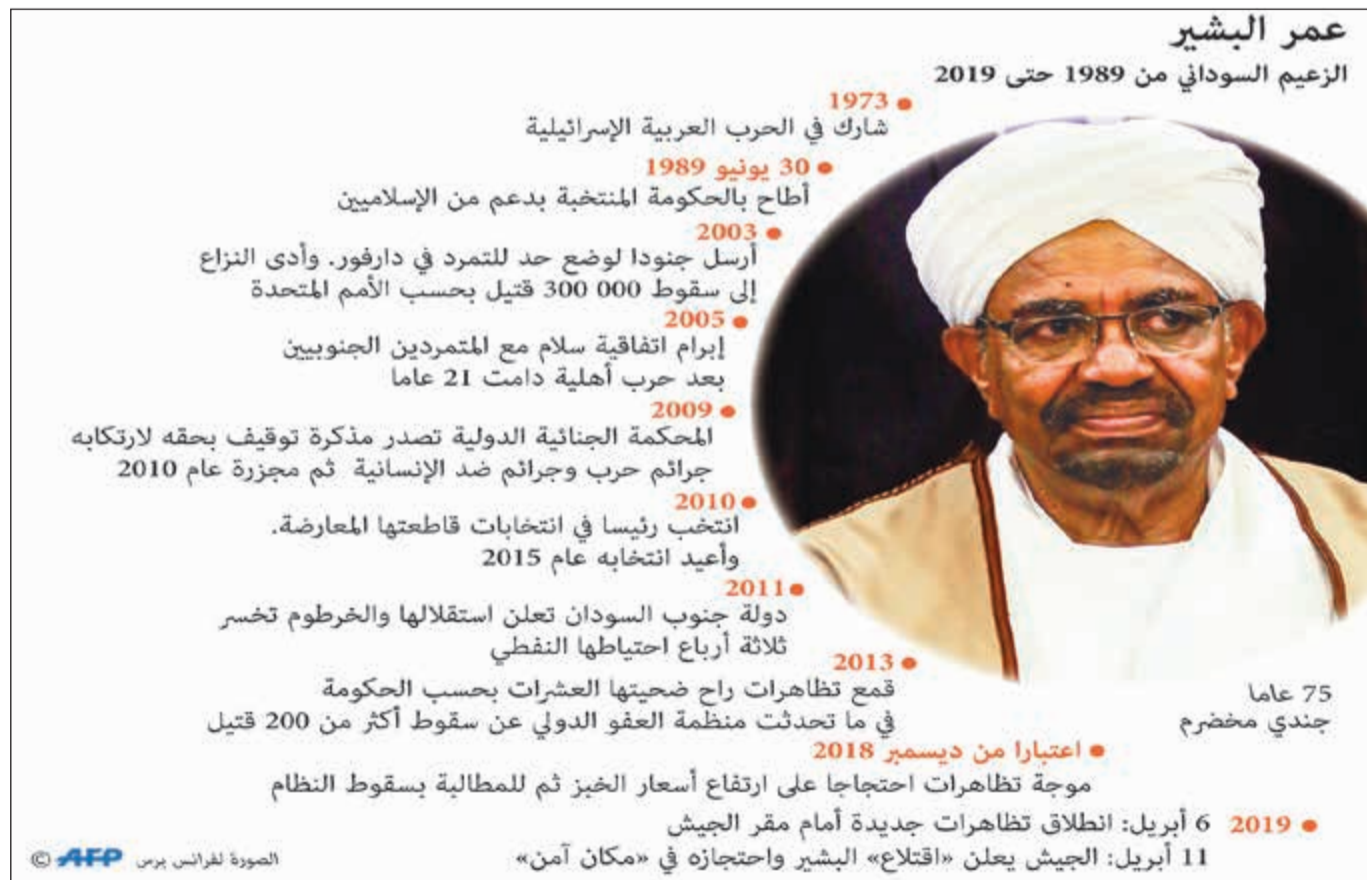 عمر البشير
الزعيم السوداني من 1989 حتى 2019
1973
شارك في الحرب العربية الإسرائيلية
30 يونيو 1989
أطاح بالحكومة المنتخبة بدعم من الإسلاميين
2003
أرسل جنودا لوضع حد للتمرد في دارفور. وأدى النزاع
إلى سقوط 000 300 قتيل بحسب الأمم المتحدة
2005
إبرام اتفاقية سلام مع المتمردين الجنوبيين
بعد حرب أهلية دامت 21 عاما
2009
المحكمة الجنائية الدولية تصدر مذكرة توقيف بحقه لارتكابه
جرائم حرب وجرائم ضد الإنسانية ثم مجزرة عام 2010
2010
انتخب رئيسا في انتخابات قاطعتها المعارضة.
وأعيد انتخابه عام 2015
2011
دولة جنوب السودان تعلن استقلالها والخرطوم تخسر
ثلاثة أرباع احتياطها النفطي
2013
قمع تظاهرات راح ضحيتها العشرات بحسب الحكومة
في ما تحدثت منظمة العفو الدولي عن سقوط أكثر من 200 قتيل
75 عاما
جندي مخضرم
اعتبارا من ديسمبر 2018
موجة تظاهرات احتجاجا على ارتفاع أسعار الخبز ثم للمطالبة بسقوط النظام
2019 6 أبريل: انطلاق تظاهرات جديدة أمام مقر الجيش
11 أبريل: الجيش يعلن «اقتلاع» البشير واحتجازه في «مكان آمن»
الصورة لفرانس برس AFP ©